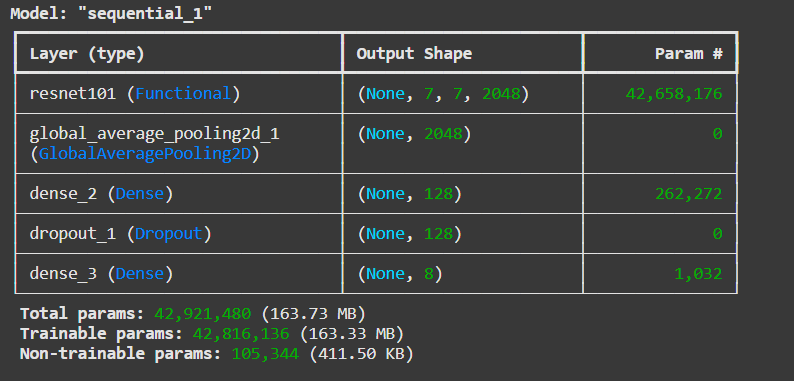 Model: "sequential_1"
Layer (type) Output Shape Param #
resnet101 (Functional) (None, 7, 7, 2048) 42,658,176
global_average_pooling2d_1 (None, 2048) 0
(GlobalAveragePooling2D)
dense_2 (Dense) (None, 128) 262,272
dropout_1 (Dropout) (None, 128) 0
dense_3 (Dense) (None, 8) 1,032
Total params: 42,921,480 (163.73 MB)
Trainable params: 42,816,136 (163.33 MB)
Non-trainable params: 105,344 (411.50 KB)